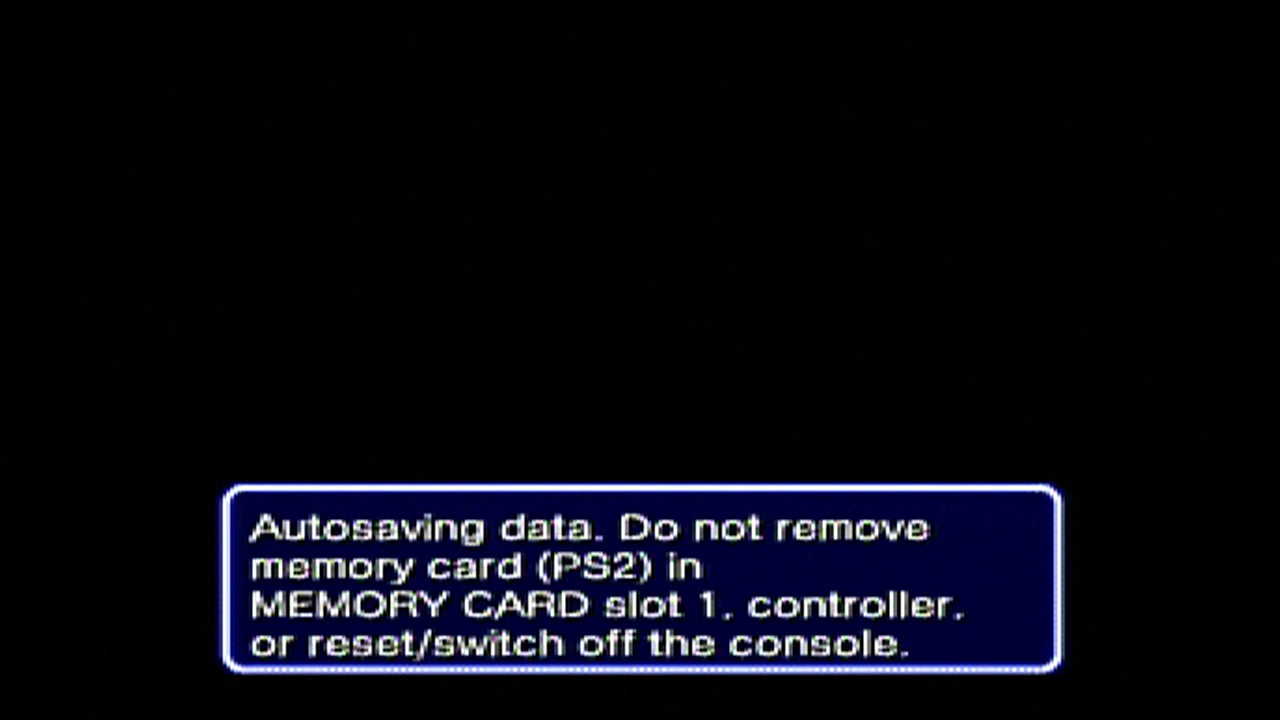 Autosaving data. Do not remove
memory card (PS2) in
MEMORY CARD slot 1, controller,
or reset/switch off the console.